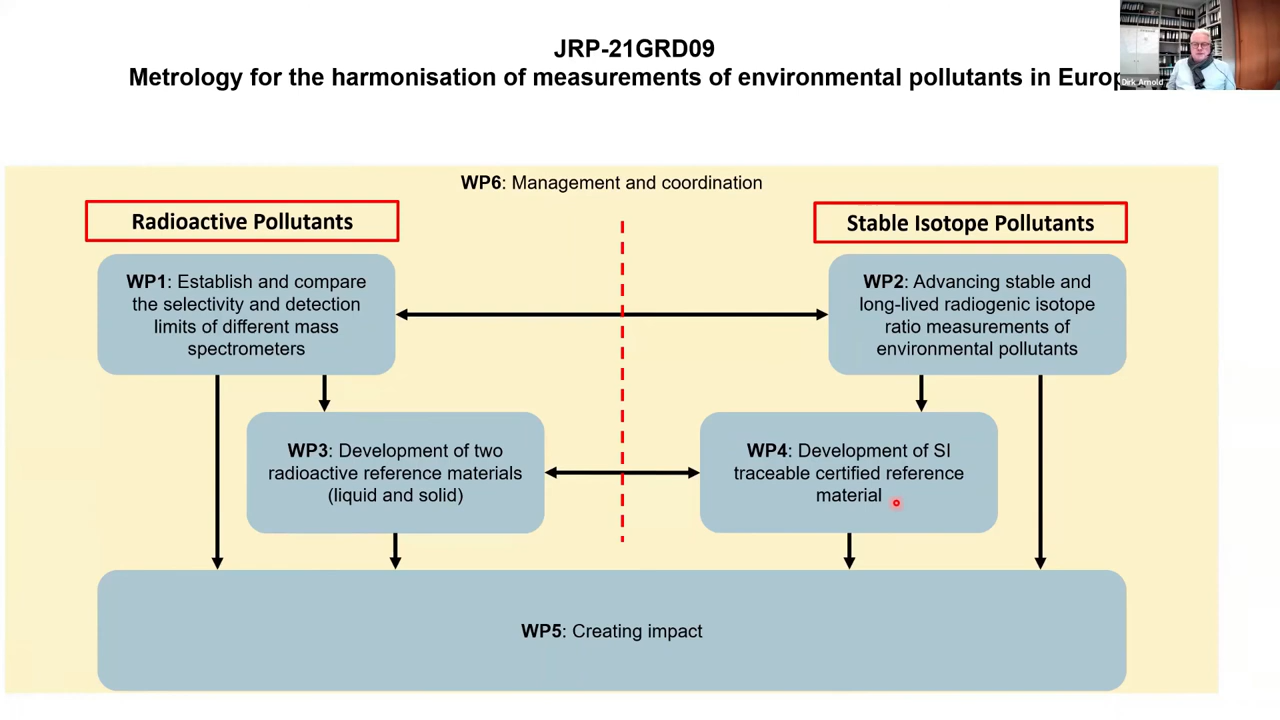 JRP-21GRD09
Metrology for the harmonisation of measurements of environmental pollutants in Europ
Dirk Arnold
WP6: Management and coordination
Radioactive Pollutants
Stable Isotope Pollutants
WP1: Establish and compare
the selectivity and detection
limits of different mass
spectrometers
WP2: Advancing stable and
long-lived radiogenic isotope
ratio measurements of
environmental pollutants
WP3: Development of two
radioactive reference materials
(liquid and solid)
WP4: Development of SI
traceable certified reference
material
WP5: Creating impact